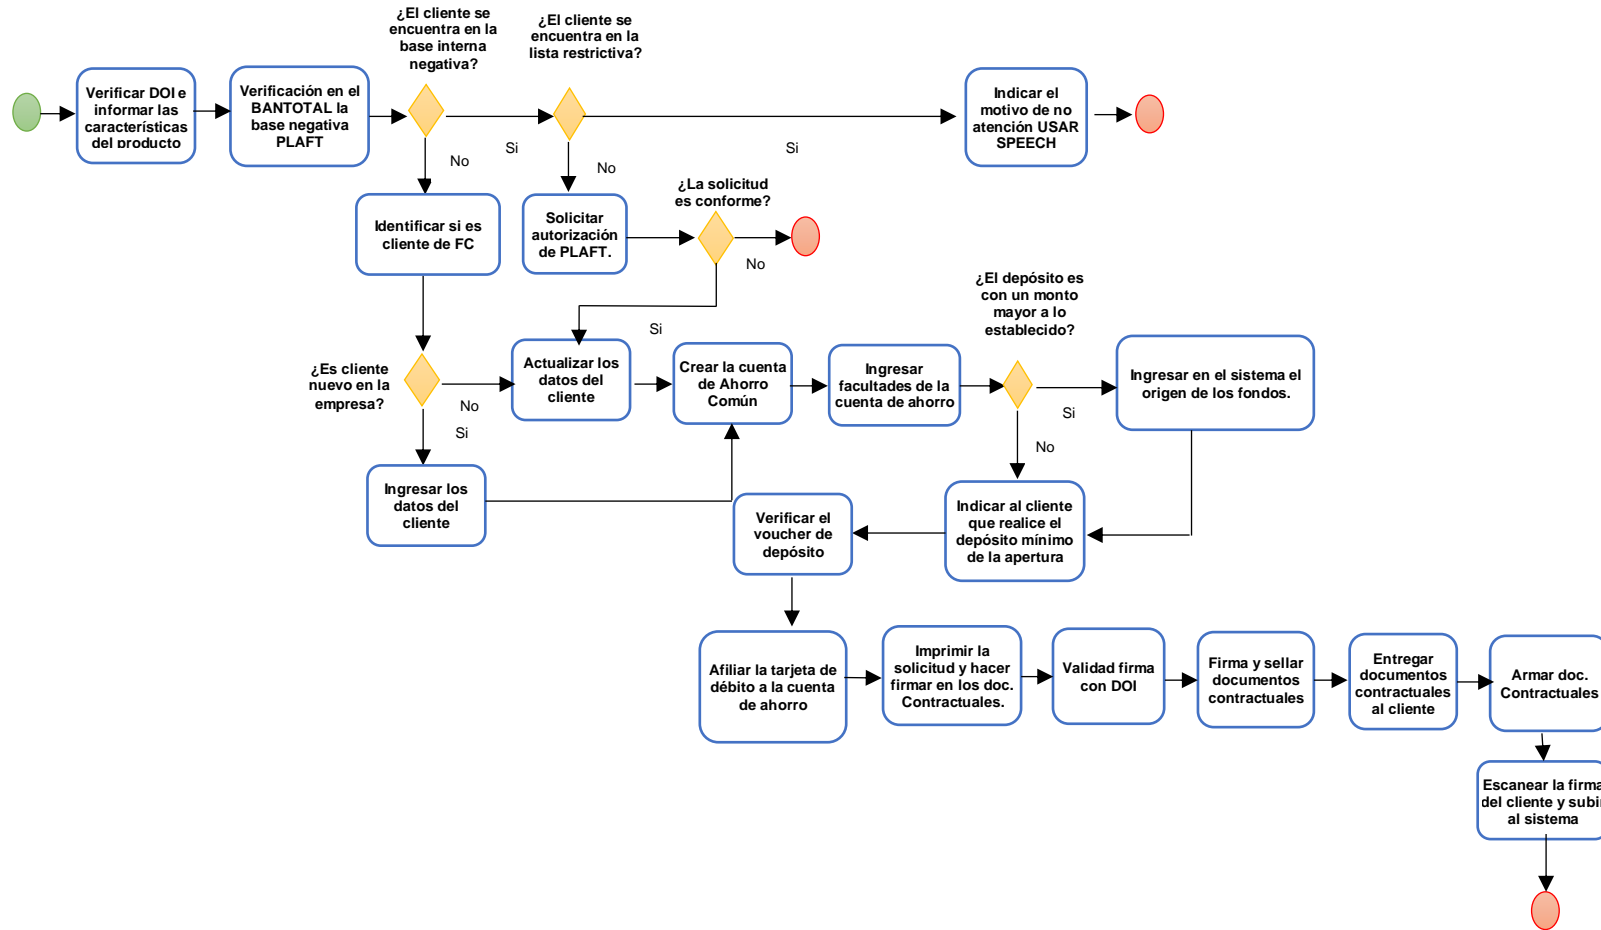 ¿El cliente se
encuentra en la
base interna
negativa?
¿El cliente se
encuentra en la
lista restrictiva?
Verificar DOI e
informar las
características
del producto
Verificación en el
BANTOTAL la
base negativa
PLAFT
Indicar el
motivo de no
atención USAR
SPEECH
No
Si
No
Si
Identificar si es
cliente de FC
Solicitar
autorización
de PLAFT.
¿La solicitud
es conforme?
No
Si
¿El depósito es
con un monto
mayor a lo
establecido?
¿Es cliente
nuevo en la
empresa?
No
Si
Actualizar los
datos del
cliente
Crear la cuenta
de Ahorro
Común
Ingresar
facultades de la
cuenta de ahorro
Si
No
Ingresar en el sistema el
origen de los fondos.
Ingresar los
datos del
cliente
Verificar el
voucher de
depósito
Indicar al cliente
que realice el
depósito mínimo
de la apertura
Afiliar la tarjeta de
débito a la cuenta
de ahorro
Imprimir la
solicitud y hacer
firmar en los doc.
Contractuales.
Validad firma
con DOI
Firma y sellar
documentos
contractuales
Entregar
documentos
contractuales
al cliente
Armar doc.
Contractuales
Escanear la firma
del cliente y subir
al sistema